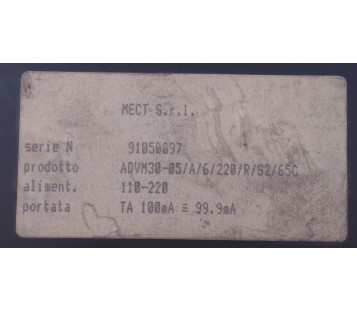 MECT S.r.l.
serie N 91050097
prodotto ADVM30-05/A/6/220/R/S2/65C
aliment. 110-220
portata TA 100mA = 99.9mA